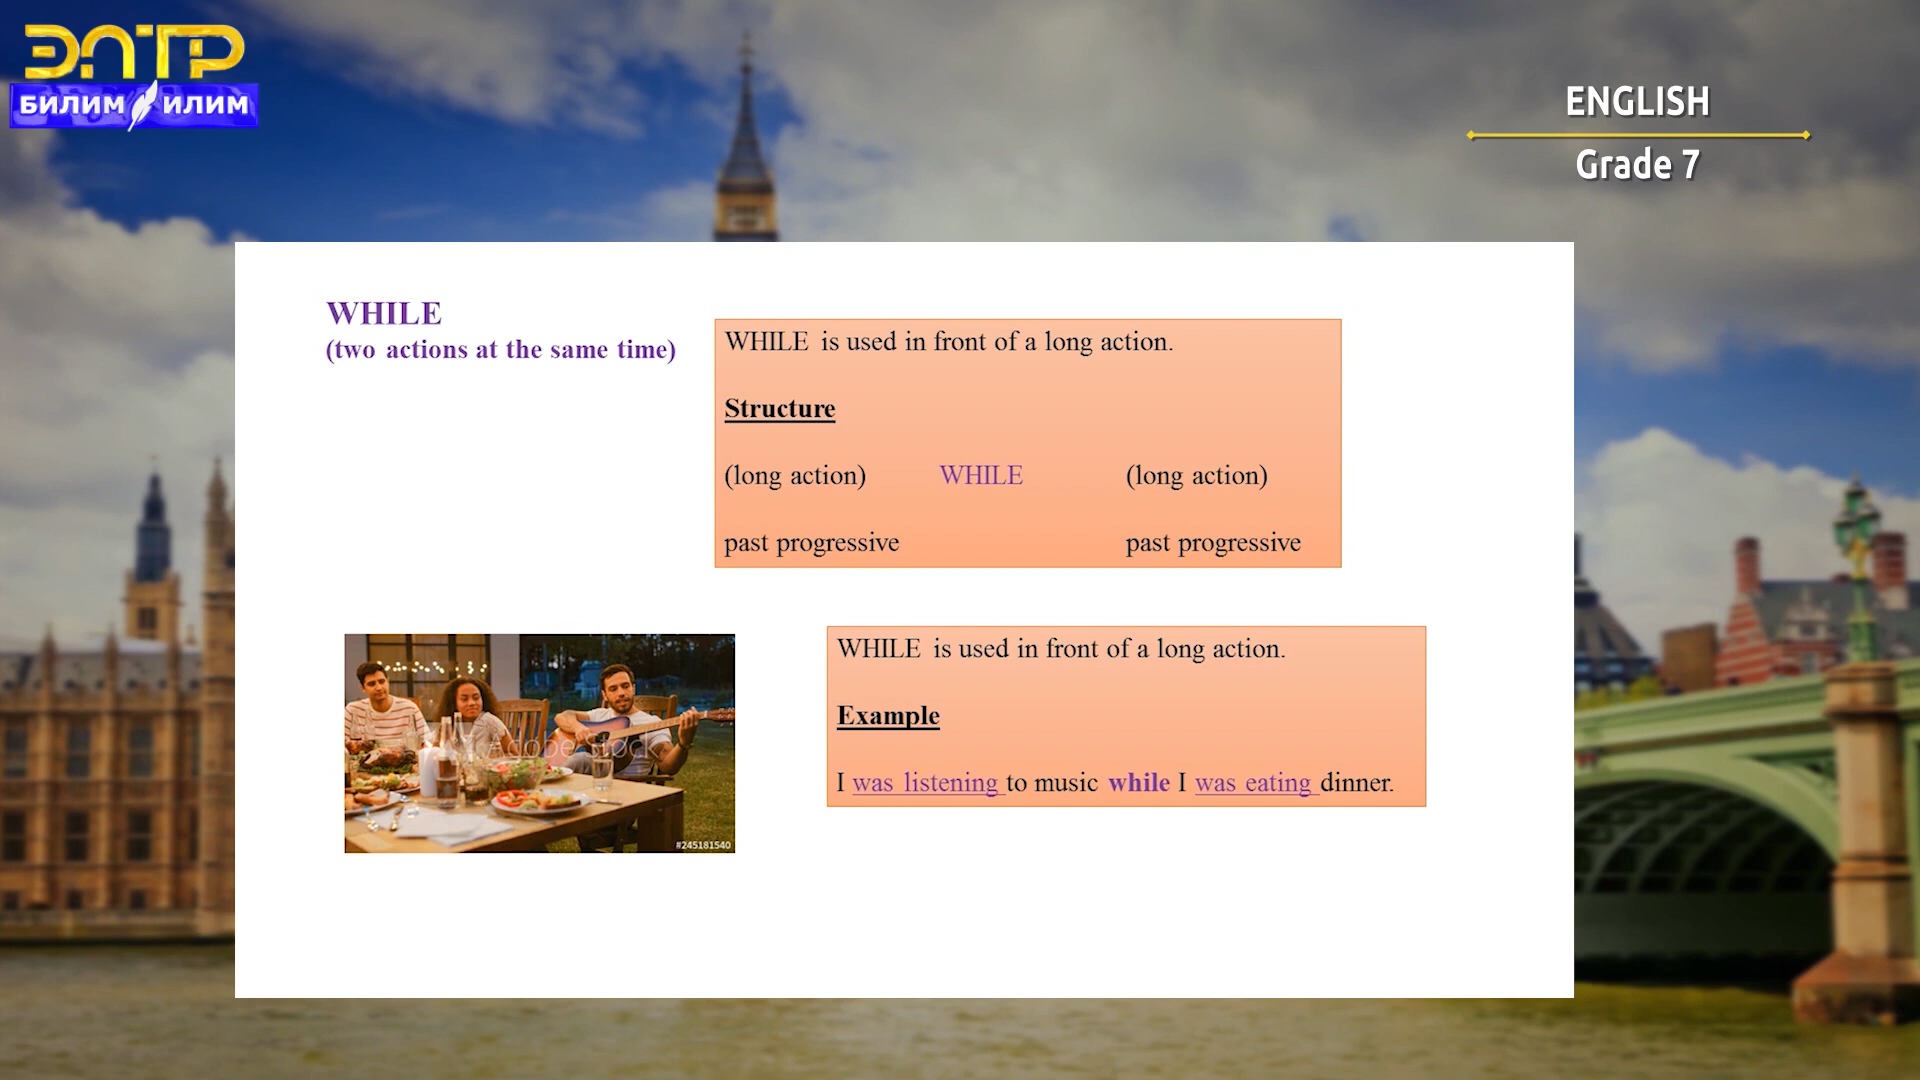 ЭЛТР
БИЛИМ ИЛИМ
ENGLISH
Grade 7
WHILE
(two actions at the same time)
WHILE is used in front of a long action.
Structure
(long action) WHILE (long action)
past progressive past progressive
Adobe Stock
#245181540
WHILE is used in front of a long action.
Example
I was listening to music while I was eating dinner.